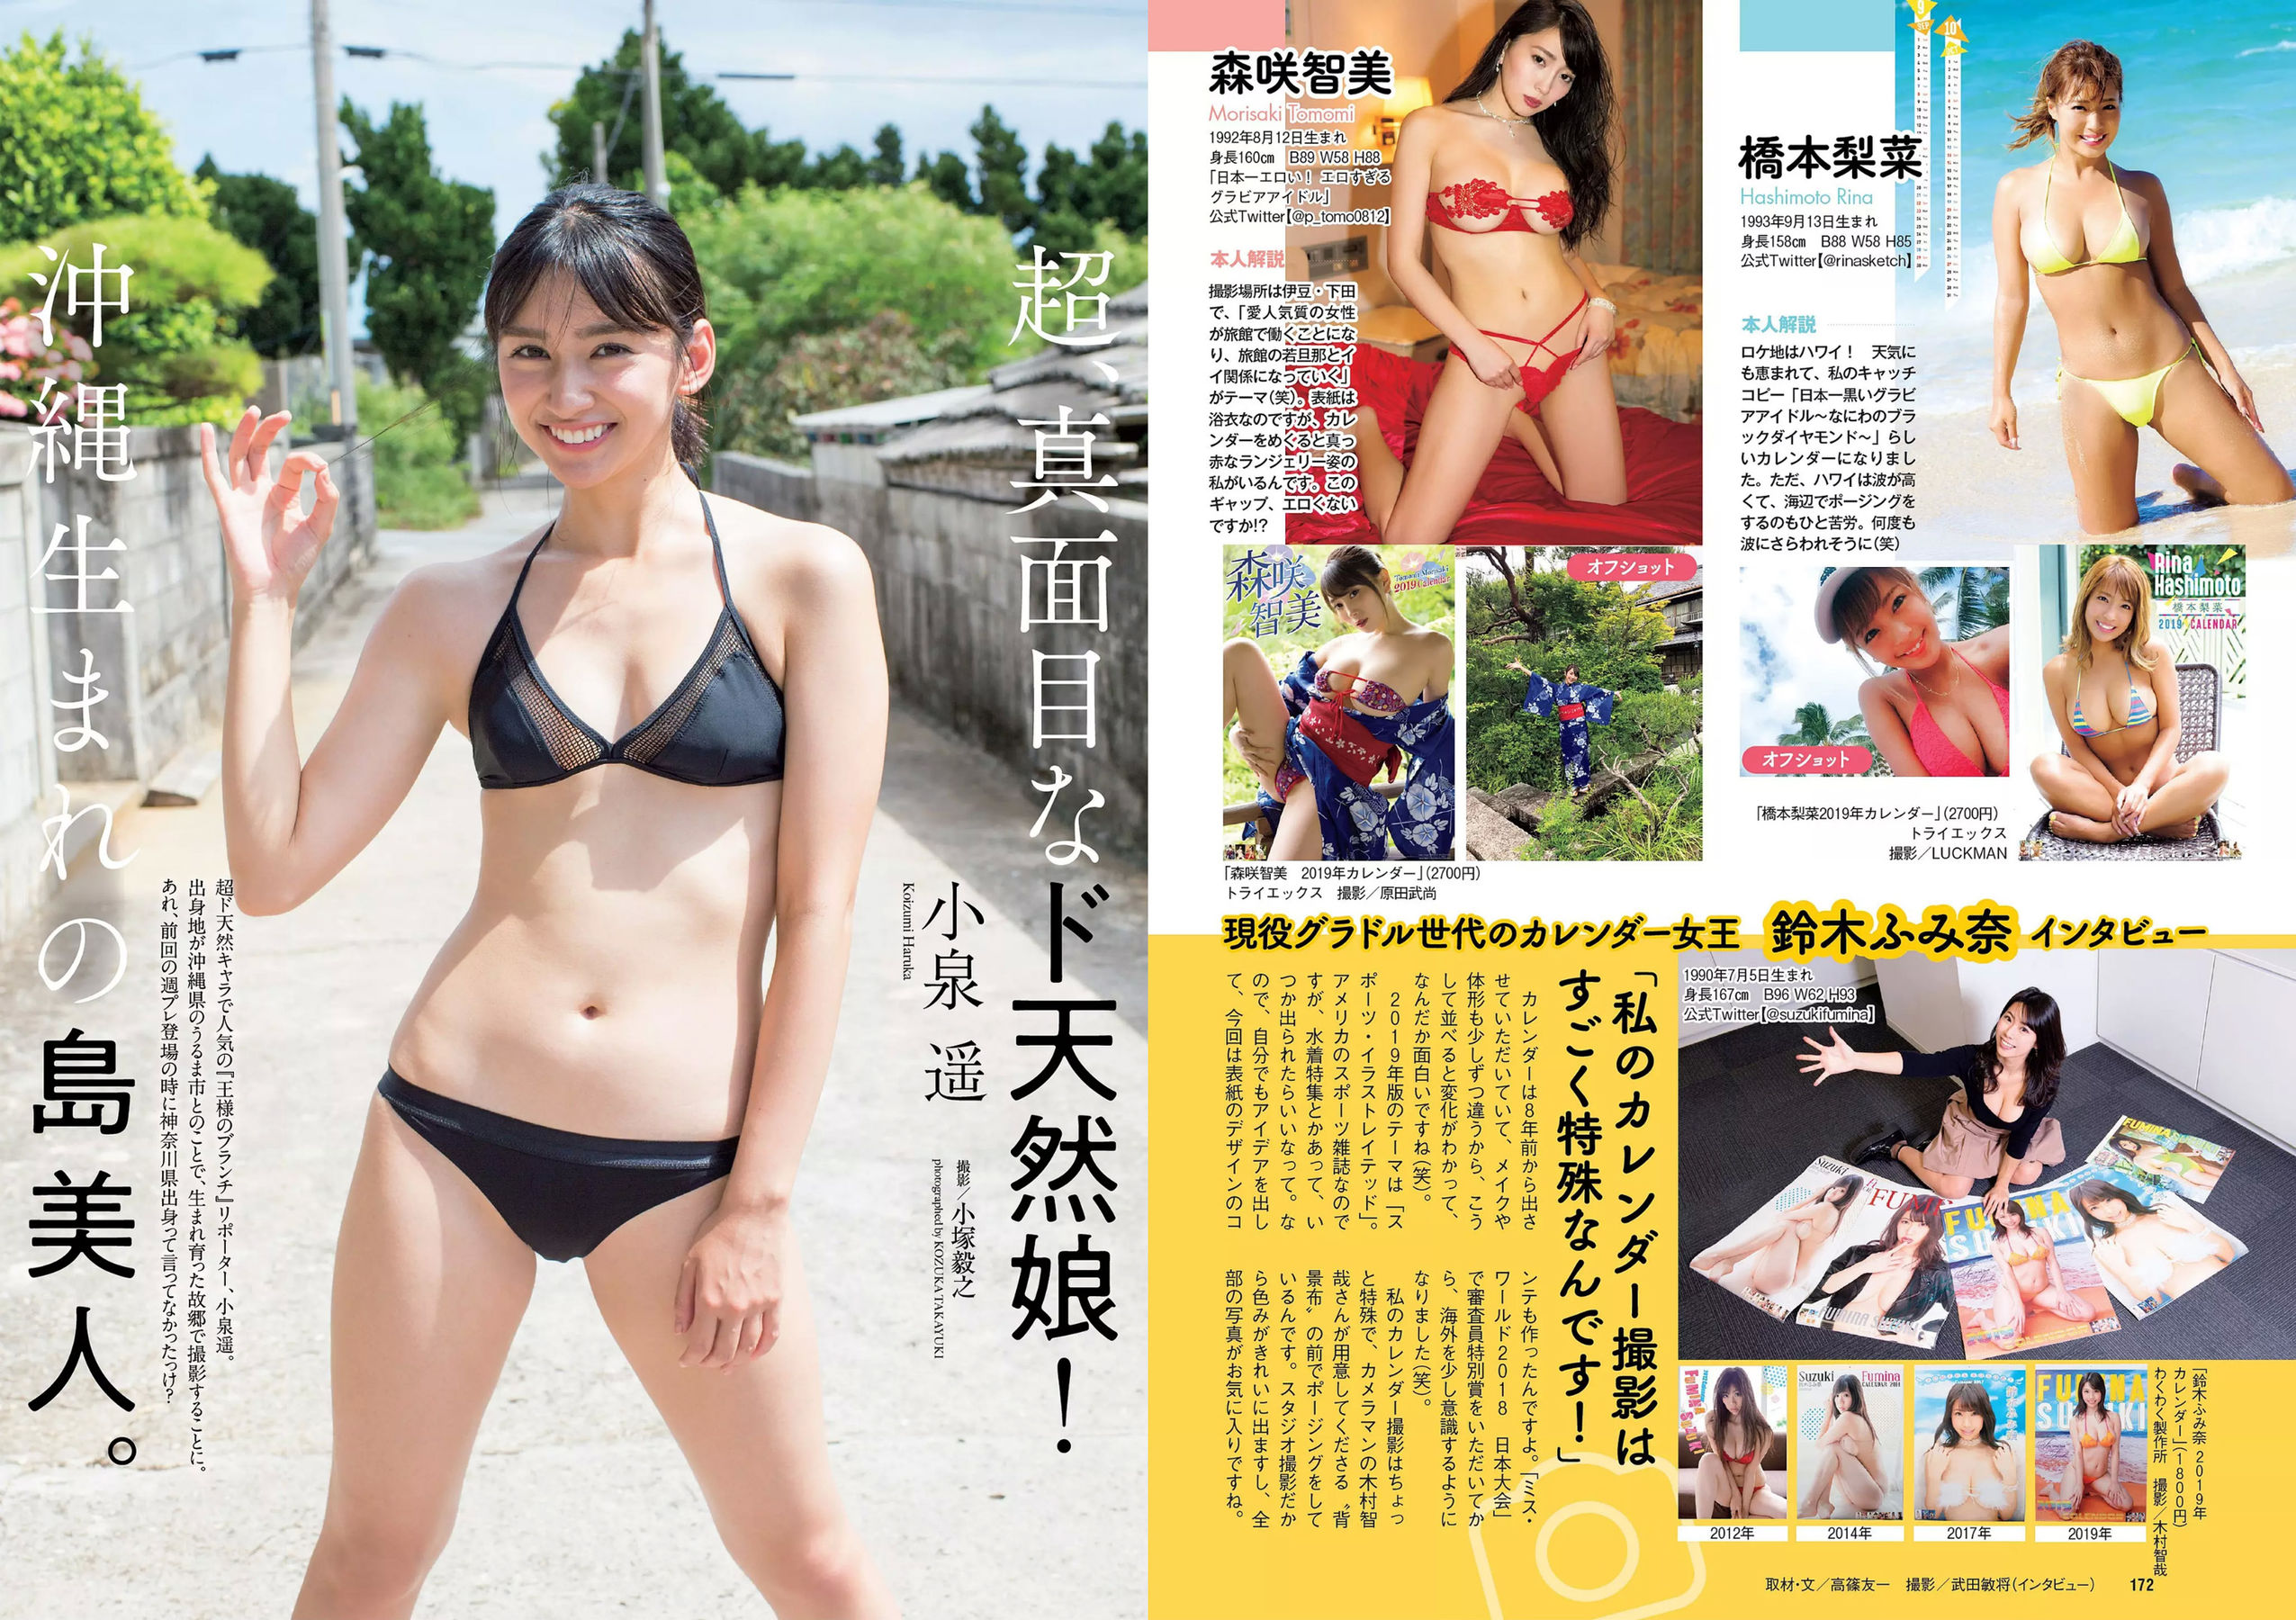 超、真面目なド天然娘!
沖縄生まれの島美人。
小泉 遥
Koizumi Haruka
撮影/小塚毅之
photographed by KOZUKA TAKAYUKI
超ド天然キャラで人気の『王様のブランチ』リポーター、小泉遥。
出身地が沖縄県のうるま市とのことで、生まれ育った故郷で撮影することに。
あれ、前回の週プレ登場の時に神奈川県出身って言ってなかったっけ?
森咲智美
Morisaki Tomomi
1992年8月12日生まれ
身長160㎝ B89 W58 H88
「日本一エロい! エロすぎる
グラビアアイドル」
公式Twitter【@p_tomo0812】
本人解説
撮影場所は伊豆・下田
で、「愛人気質の女性
が旅館で働くことにな
り、旅館の若旦那とイ
イ関係になっていく」
がテーマ(笑)。表紙は
浴衣なのですが、カレ
ンダーをめくると真っ
赤なランジェリー姿の
私がいるんです。この
ギャップ、エロくない
ですか!?
森咲智美
Tomomi Morisaki
2019 Calendar
オフショット
「森咲智美 2019年カレンダー」(2700円)
トライエックス 撮影/原田武尚
9
SEP
10
OCT
橋本梨菜
Hashimoto Rina
1993年9月13日生まれ
身長158㎝ B88 W58 H85
公式Twitter【@rinasketch】
本人解説
ロケ地はハワイ! 天気に
も恵まれて、私のキャッチ
コピー「日本一黒いグラビ
アアイドル〜なにわのブラ
ックダイヤモンド〜」らし
いカレンダーになりまし
た。ただ、ハワイは波が高
くて、海辺でポージングを
するのもひと苦労。何度も
波にさらわれそうに(笑)
オフショット
Rina
Hashimoto
橋本梨菜
2019 CALENDAR
「橋本梨菜2019年カレンダー」(2700円)
トライエックス
撮影/LUCKMAN
現役グラドル世代のカレンダー女王 鈴木ふみ奈 インタビュー
1990年7月5日生まれ
身長167㎝ B96 W62 H93
公式Twitter【@suzukifumina】
「私のカレンダー撮影は
すごく特殊なんです!」
カレンダーは8年前から出さ
せていただいていて、メイクや
体形も少しずつ違うから、こう
して並べると変化がわかって、
なんだか面白いですね(笑)。
2019年版のテーマは「ス
ポーツ・イラストレイテッド」。
アメリカのスポーツ雑誌なので
すが、水着特集とかあって、い
つか出られたらいいなって。な
ので、自分でもアイデアを出し
て、今回は表紙のデザインのコ
ンテも作ったんですよ。「ミス・
ワールド2018 日本大会」
で審査員特別賞をいただいてか
ら、海外を少し意識するように
なりました(笑)。
私のカレンダー撮影はちょっ
と特殊で、カメラマンの木村智
哉さんが用意してくださる〝背
景布〟の前でポージングをして
いるんです。スタジオ撮影だか
ら色みがきれいに出ますし、全
部の写真がお気に入りですね。
Suzuki
FUMINA
SUZUKI
FUMINA SUZUKI
Suzuki Fumina
CALENDAR 2014
FUMINA
SUZUKI
2012年
2014年
2017年
2019年
「鈴木ふみ奈 2019年
カレンダー」(1800円)
わくわく製作所 撮影/木村智哉
取材・文/高篠友一 撮影/武田敏将(インタビュー)
172